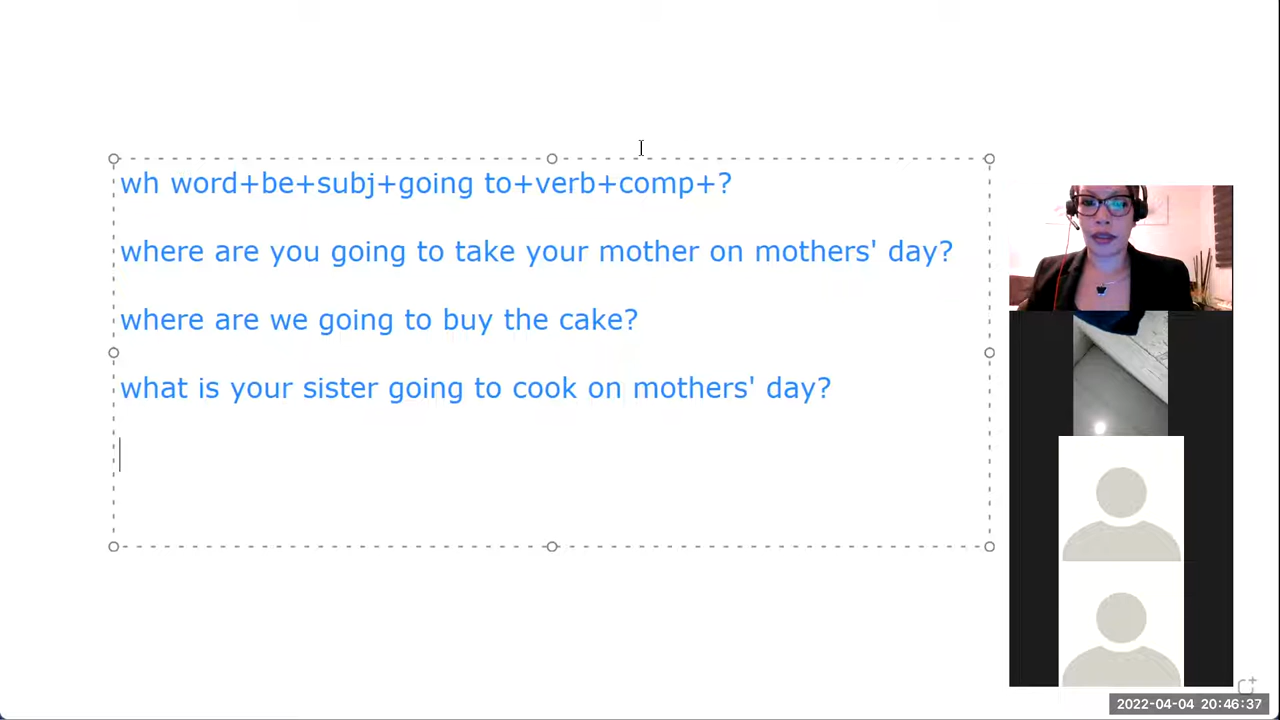 wh word+be+subj+going to+verb+comp+?
where are you going to take your mother on mothers' day?
where are we going to buy the cake?
what is your sister going to cook on mothers' day?
2022-04-04 20:46:37